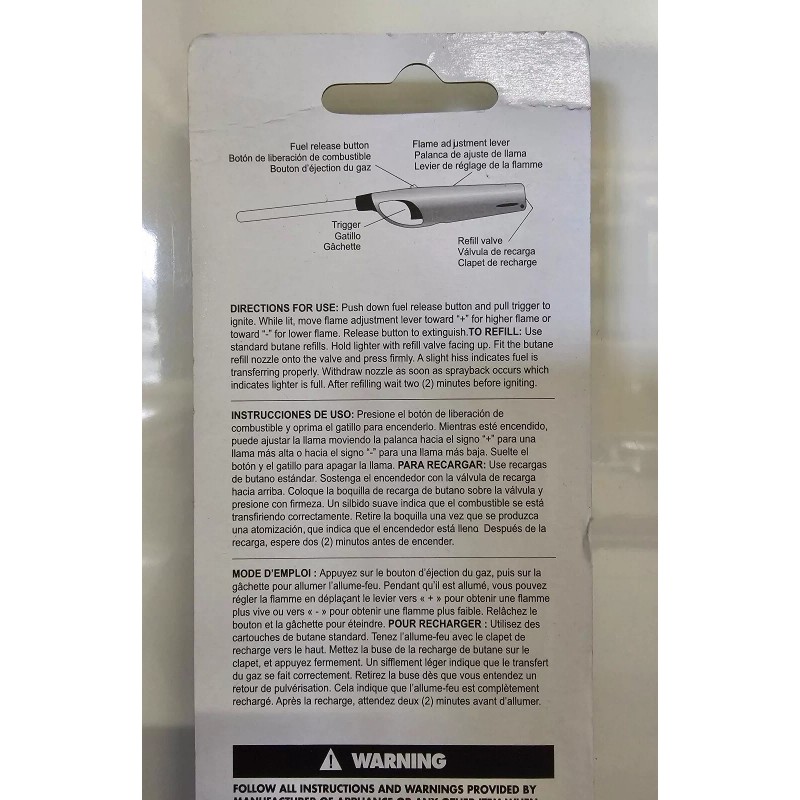 Fuel release button
Botón de liberación de combustible
Bouton d'éjection du gaz
Flame adjustment lever
Palanca de ajuste de llama
Levier de réglage de la flamme
Trigger
Gatillo
Gâchette
Refill valve
Válvula de recarga
Clapet de recharge
DIRECTIONS FOR USE: Push down fuel release button and pull trigger to
ignite. While lit, move flame adjustment lever toward "+" for higher flame or
toward "-" for lower flame. Release button to extinguish.TO REFILL: Use
standard butane refills. Hold lighter with refill valve facing up. Fit the butane
refill nozzle onto the valve and press firmly. A slight hiss indicates fuel is
transferring properly. Withdraw nozzle as soon as sprayback occurs which
indicates lighter is full. After refilling wait two (2) minutes before igniting.
INSTRUCCIONES DE USO: Presione el botón de liberación de
combustible y oprima el gatillo para encenderlo. Mientras esté encendido,
puede ajustar la llama moviendo la palanca hacia el signo "+" para una
llama más alta o hacia el signo "-" para una llama más baja. Suelte el
botón y el gatillo para apagar la llama. PARA RECARGAR: Use recargas
de butano estándar. Sostenga el encendedor con la válvula de recarga
hacia arriba. Coloque la boquilla de recarga de butano sobre la válvula y
presione con firmeza. Un silbido suave indica que el combustible se está
transfiriendo correctamente. Retire la boquilla una vez que se produzca
una atomización, que indica que el encendedor está lleno. Después de la
recarga, espere dos (2) minutos antes de encender.
MODE D'EMPLOI : Appuyez sur le bouton d'éjection du gaz, puis sur la
gâchette pour allumer l'allume-feu. Pendant qu'il est allumé, vous pouvez
régler la flamme en déplaçant le levier vers « + » pour obtenir une flamme
plus vive ou vers « - » pour obtenir une flamme plus faible. Relâchez le
bouton et la gâchette pour éteindre. POUR RECHARGER : Utilisez des
cartouches de butane standard. Tenez l'allume-feu avec le clapet de
recharge vers le haut. Mettez la buse de la recharge de butane sur le
clapet, et appuyez fermement. Un sifflement léger indique que le transfert
du gaz se fait correctement. Retirez la buse dès que vous entendez un
retour de pulvérisation. Cela indique que l'allume-feu est complètement
rechargé. Après la recharge, attendez deux (2) minutes avant d'allumer.
WARNING
FOLLOW ALL INSTRUCTIONS AND WARNINGS PROVIDED BY
MANUFACTURER OF APPLIANCE OR ANY OTHER ITEM WHEN